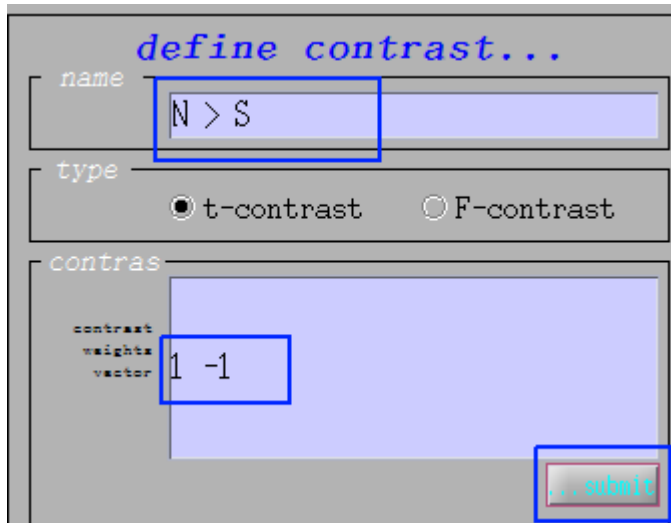 define contrast...
name
N > S
type
t-contrast F-contrast
contras
contrast
weights
vector
1 -1
...submit